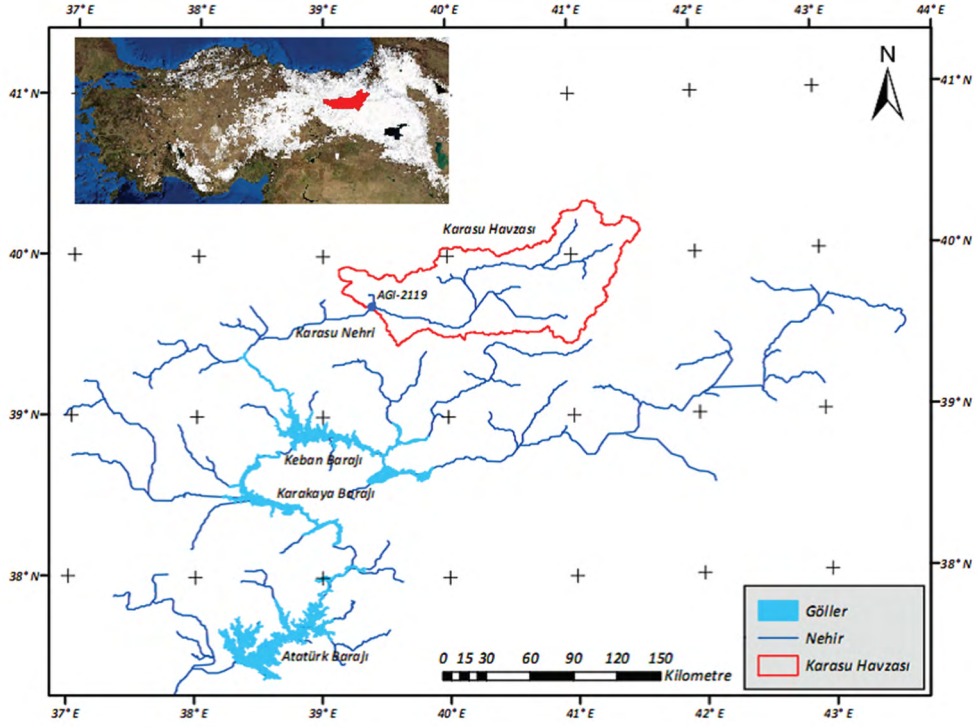 37° E 38° E 39° E 40° E 41° E 42° E 43° E 44° E
N
41° N 41° N
Karasu Havzası
40° N 40° N
AGI-2119
Karasu Nehri
39° N 39° N
Keban Barajı
Karakaya Barajı
38° N 38° N
Göller
Nehir
Karasu Havzası
Atatürk Barajı
0 15 30 60 90 120 150
Kilometre
37° E 38° E 39° E 40° E 41° E 42° E 43° E